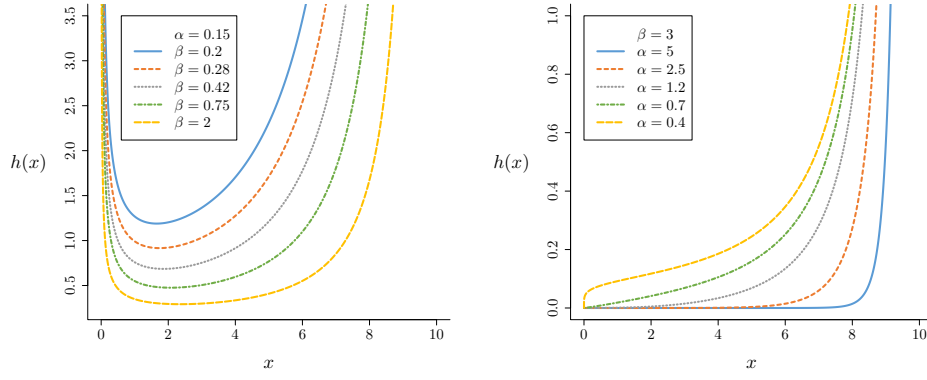 3.5
3.0
2.5
2.0
1.5
1.0
0.5
h(x)
α = 0.15
β = 0.2
β = 0.28
β = 0.42
β = 0.75
β = 2
0 2 4 6 8 10
x
1.0
0.8
0.6
0.4
0.2
0.0
h(x)
β = 3
α = 5
α = 2.5
α = 1.2
α = 0.7
α = 0.4
0 2 4 6 8 10
x